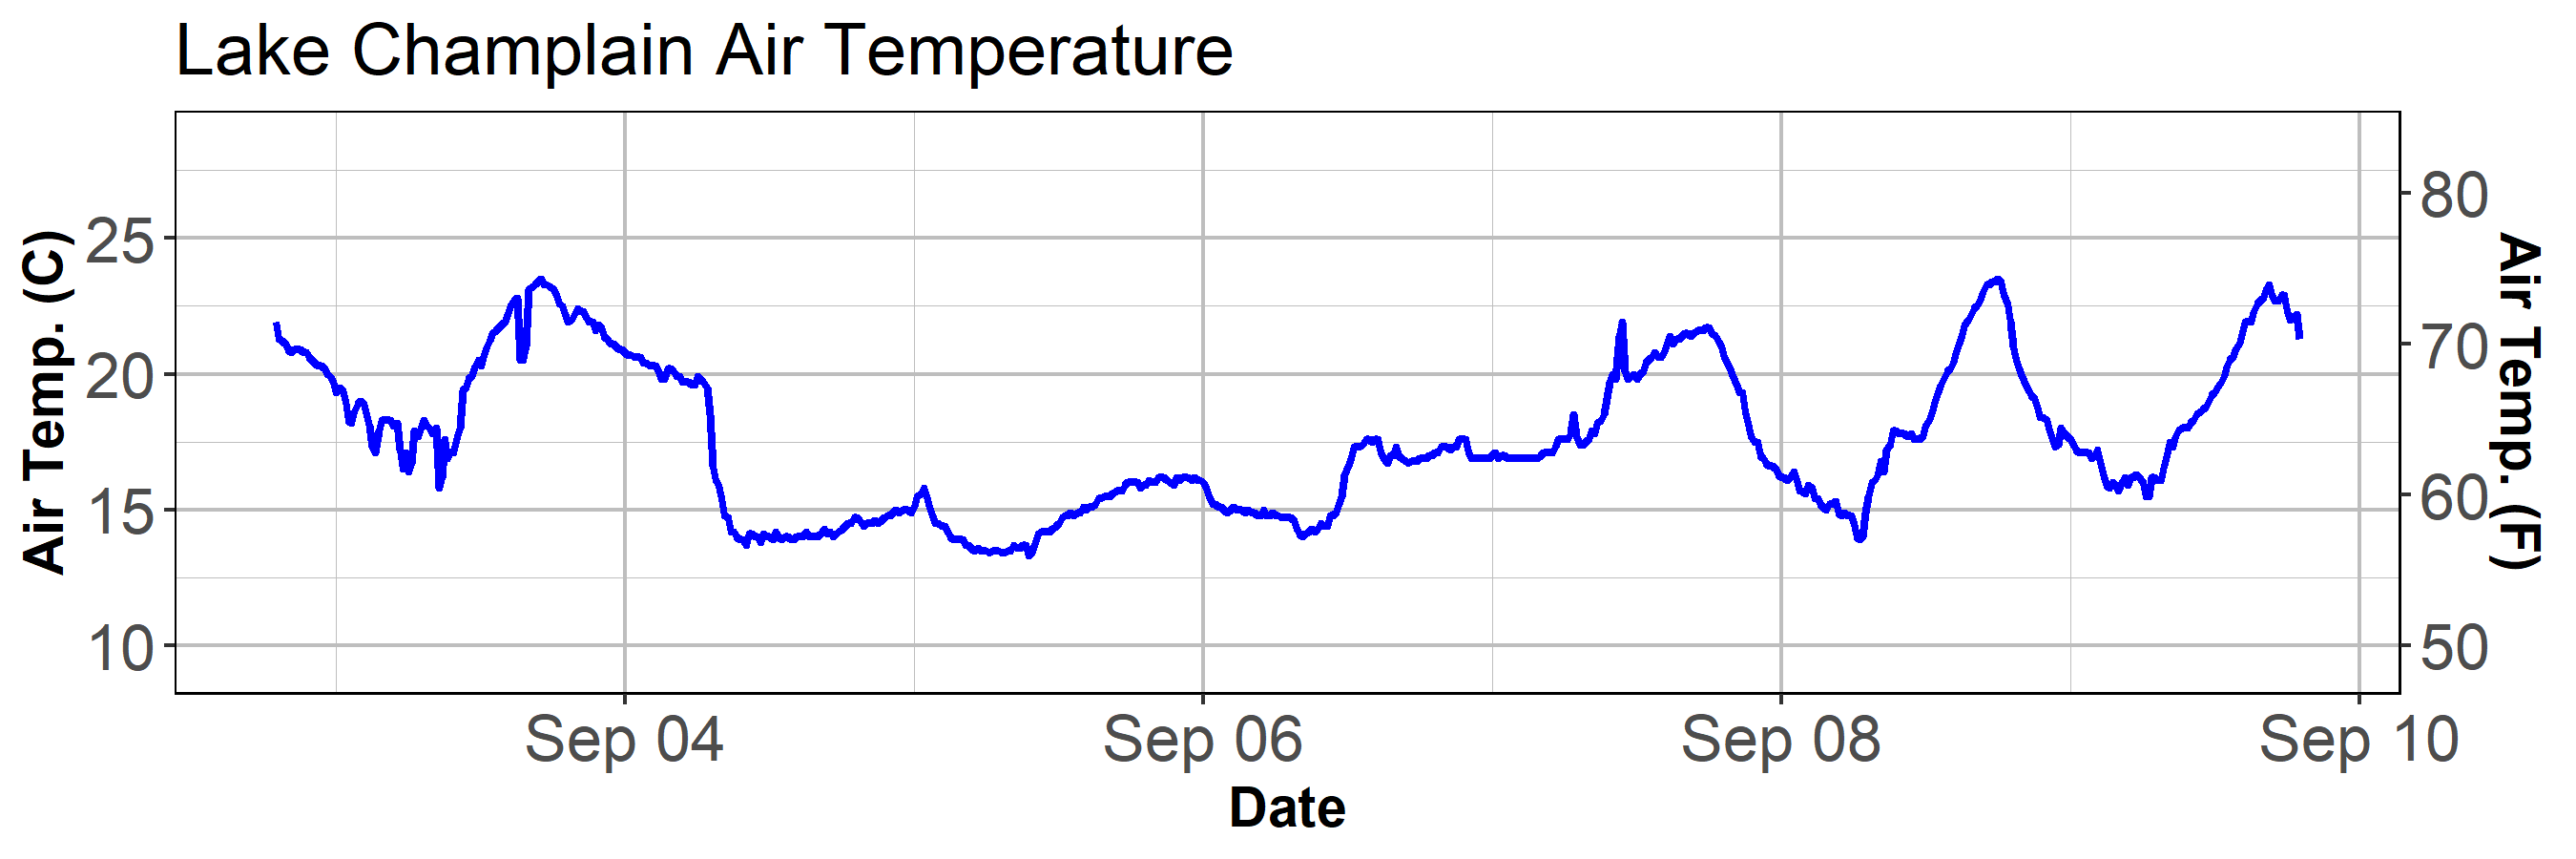 Lake Champlain Air Temperature
Air Temp. (C)
25
20
15
10
80
70
60
50
Air Temp. (F)
Sep 04
Sep 06
Sep 08
Sep 10
Date